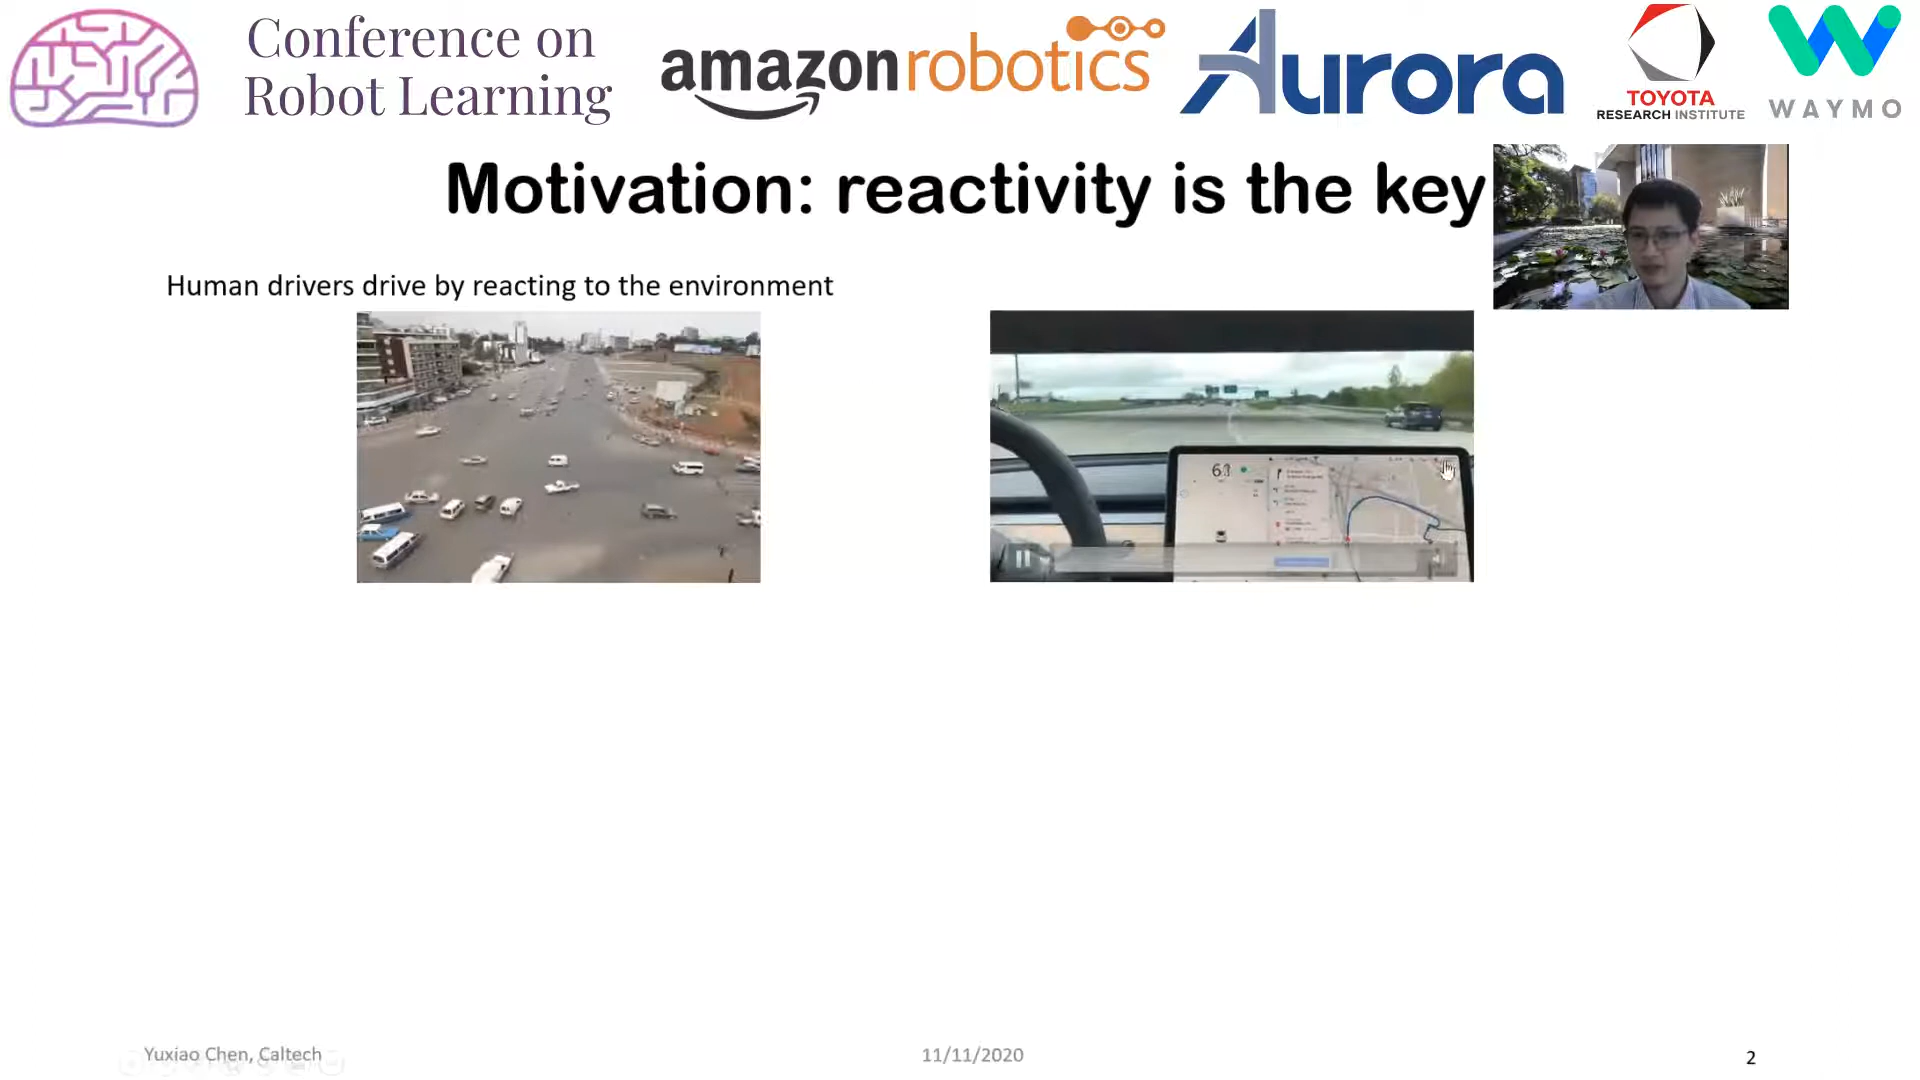 Conference on
Robot Learning
amazon robotics
Aurora
TOYOTA
RESEARCH INSTITUTE
WAYMO
Motivation: reactivity is the key
Human drivers drive by reacting to the environment
Yuxiao Chen, Caltech
11/11/2020
2